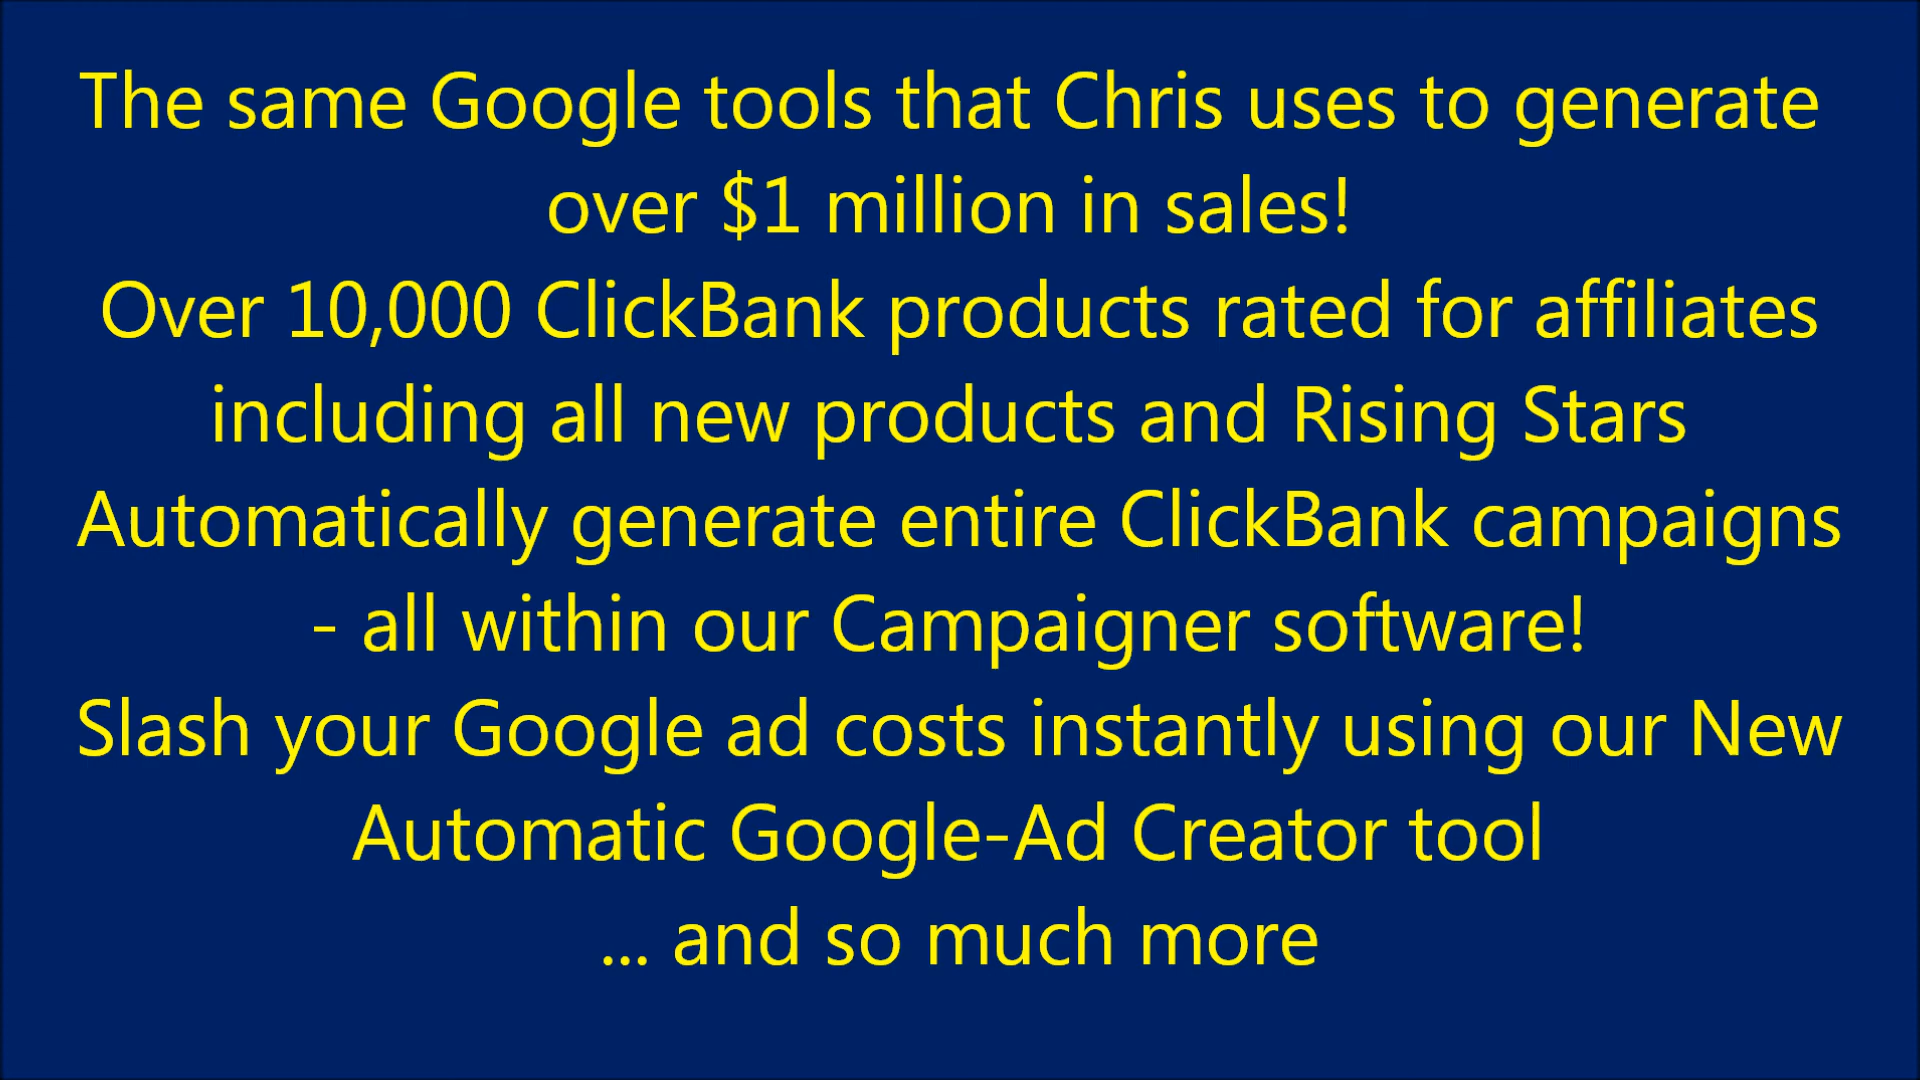 The same Google tools that Chris uses to generate
over $1 million in sales!
Over 10,000 ClickBank products rated for affiliates
including all new products and Rising Stars
Automatically generate entire ClickBank campaigns
- all within our Campaigner software!
Slash your Google ad costs instantly using our New
Automatic Google-Ad Creator tool
... and so much more